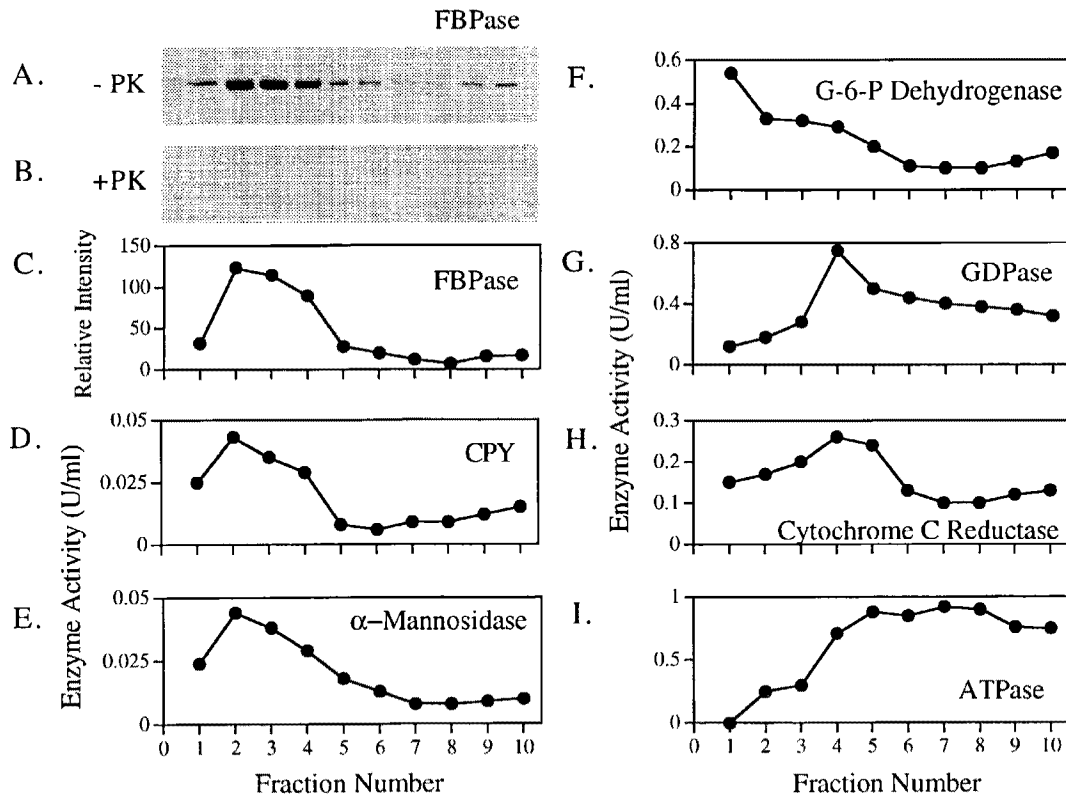 FBPase
A.
- PK
B.
+PK
C.
Relative Intensity
150
100
50
0
FBPase
D.
0.05
0.025
0
CPY
Enzyme Activity (U/ml)
E.
0.05
0.025
0
α–Mannosidase
0 1 2 3 4 5 6 7 8 9 10
Fraction Number
F.
0.6
0.4
0.2
0
G-6-P Dehydrogenase
G.
0.8
0.4
0
GDPase
Enzyme Activity (U/ml)
H.
0.3
0.2
0.1
0
Cytochrome C Reductase
I.
1
0.5
0
ATPase
0 1 2 3 4 5 6 7 8 9 10
Fraction Number